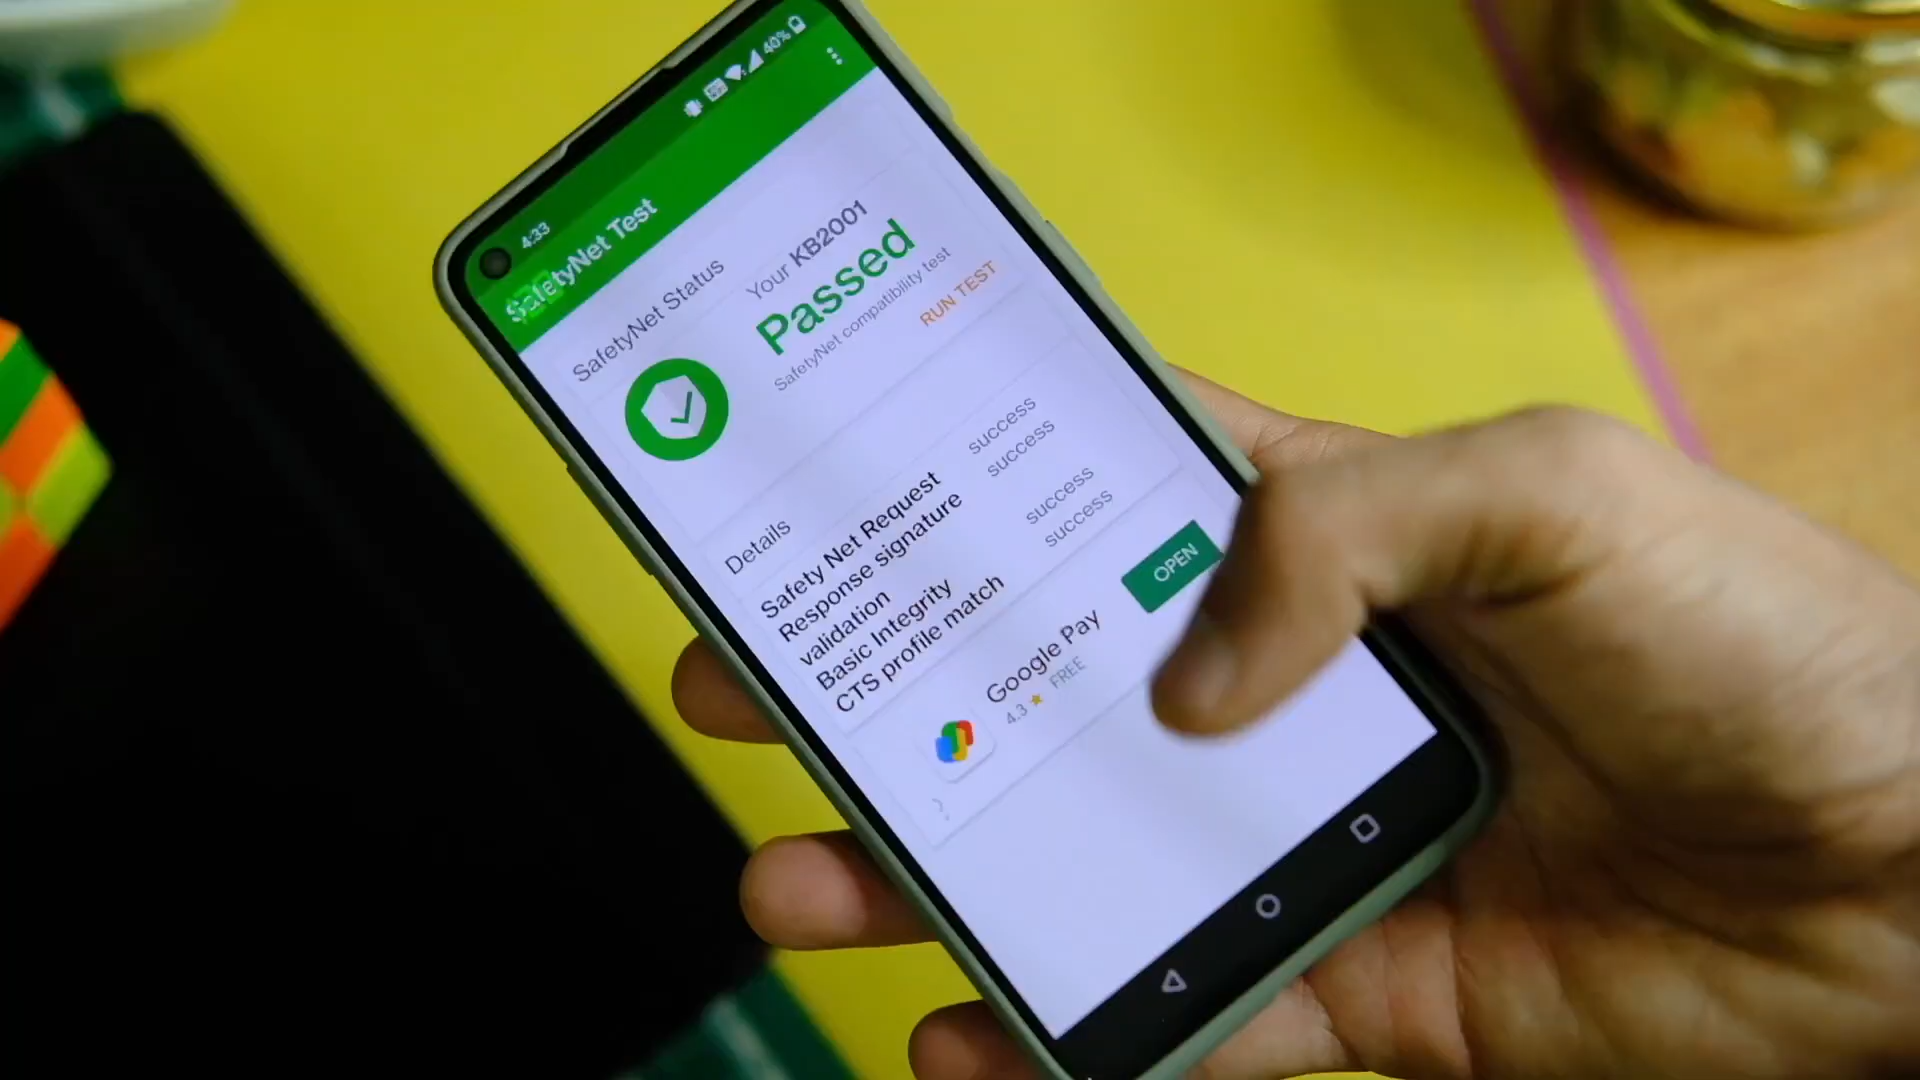 4:33
40%
SafetyNet Test
SafetyNet Status
Your KB2001
Passed
SafetyNet compatibility test
RUN TEST
Details
Safety Net Request success
Response signature success
validation
Basic Integrity success
CTS profile match success
Google Pay
4.3 ★ FREE
OPEN